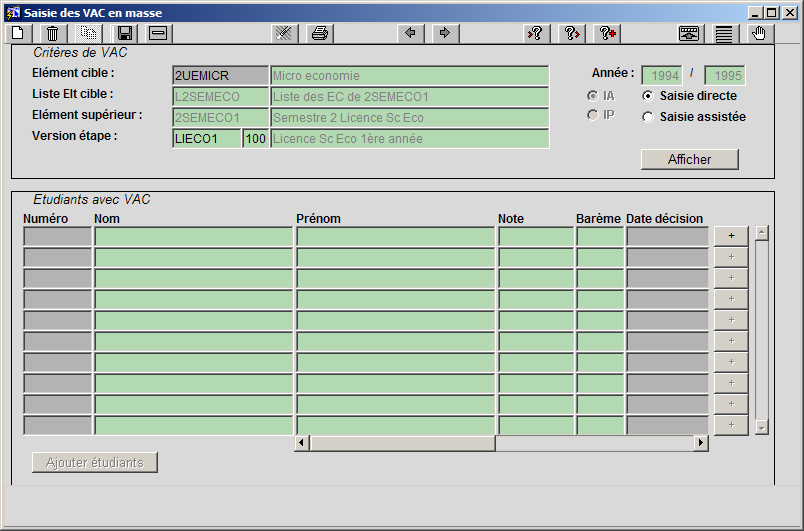 Saisie des VAC en masse
Critères de VAC
Elément cible : 2UEMICR Micro economie Année : 1994 / 1995
Liste Elt cible : L2SEMECO Liste des EC de 2SEMECO1 IA Saisie directe
Elément supérieur : 2SEMECO1 Semestre 2 Licence Sc Eco IP Saisie assistée
Version étape : LIECO1 100 Licence Sc Eco 1ère année
Afficher
Etudiants avec VAC
Numéro Nom Prénom Note Barème Date décision
+
+
+
+
+
+
+
+
+
+
Ajouter étudiants